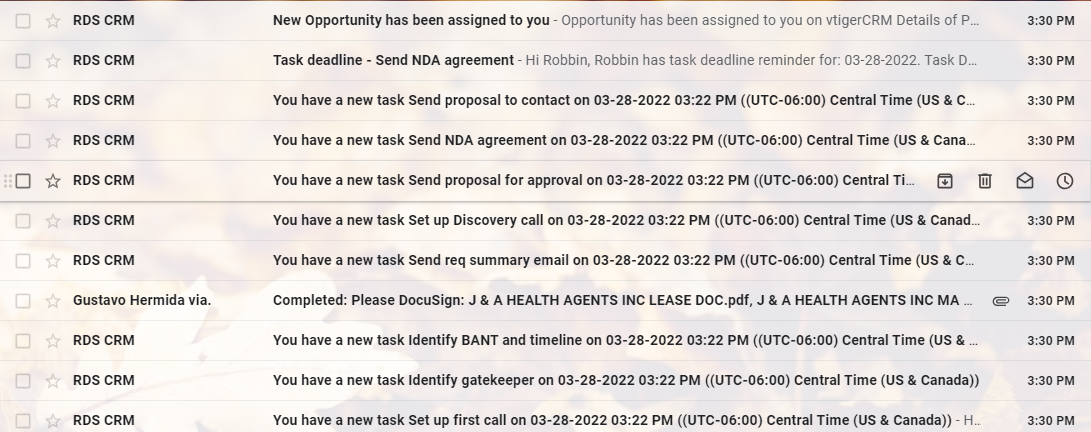 RDS CRM New Opportunity has been assigned to you - Opportunity has been assigned to you on vtigerCRM Details of P... 3:30 PM
RDS CRM Task deadline - Send NDA agreement - Hi Robbin, Robbin has task deadline reminder for: 03-28-2022. Task D... 3:30 PM
RDS CRM You have a new task Send proposal to contact on 03-28-2022 03:22 PM ((UTC-06:00) Central Time (US & C... 3:30 PM
RDS CRM You have a new task Send NDA agreement on 03-28-2022 03:22 PM ((UTC-06:00) Central Time (US & Cana... 3:30 PM
RDS CRM You have a new task Send proposal for approval on 03-28-2022 03:22 PM ((UTC-06:00) Central Ti...
RDS CRM You have a new task Set up Discovery call on 03-28-2022 03:22 PM ((UTC-06:00) Central Time (US & Canad... 3:30 PM
RDS CRM You have a new task Send req summary email on 03-28-2022 03:22 PM ((UTC-06:00) Central Time (US & C... 3:30 PM
Gustavo Hermida via. Completed: Please DocuSign: J & A HEALTH AGENTS INC LEASE DOC.pdf, J & A HEALTH AGENTS INC MA ... 3:30 PM
RDS CRM You have a new task Identify BANT and timeline on 03-28-2022 03:22 PM ((UTC-06:00) Central Time (US & ... 3:30 PM
RDS CRM You have a new task Identify gatekeeper on 03-28-2022 03:22 PM ((UTC-06:00) Central Time (US & Canada)) 3:30 PM
RDS CRM You have a new task Set up first call on 03-28-2022 03:22 PM ((UTC-06:00) Central Time (US & Canada)) - H... 3:30 PM